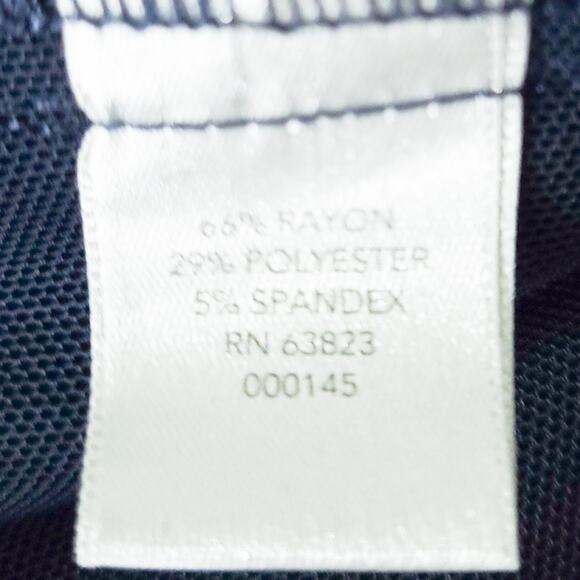 66% RAYON
29% POLYESTER
5% SPANDEX
RN 63823
000145